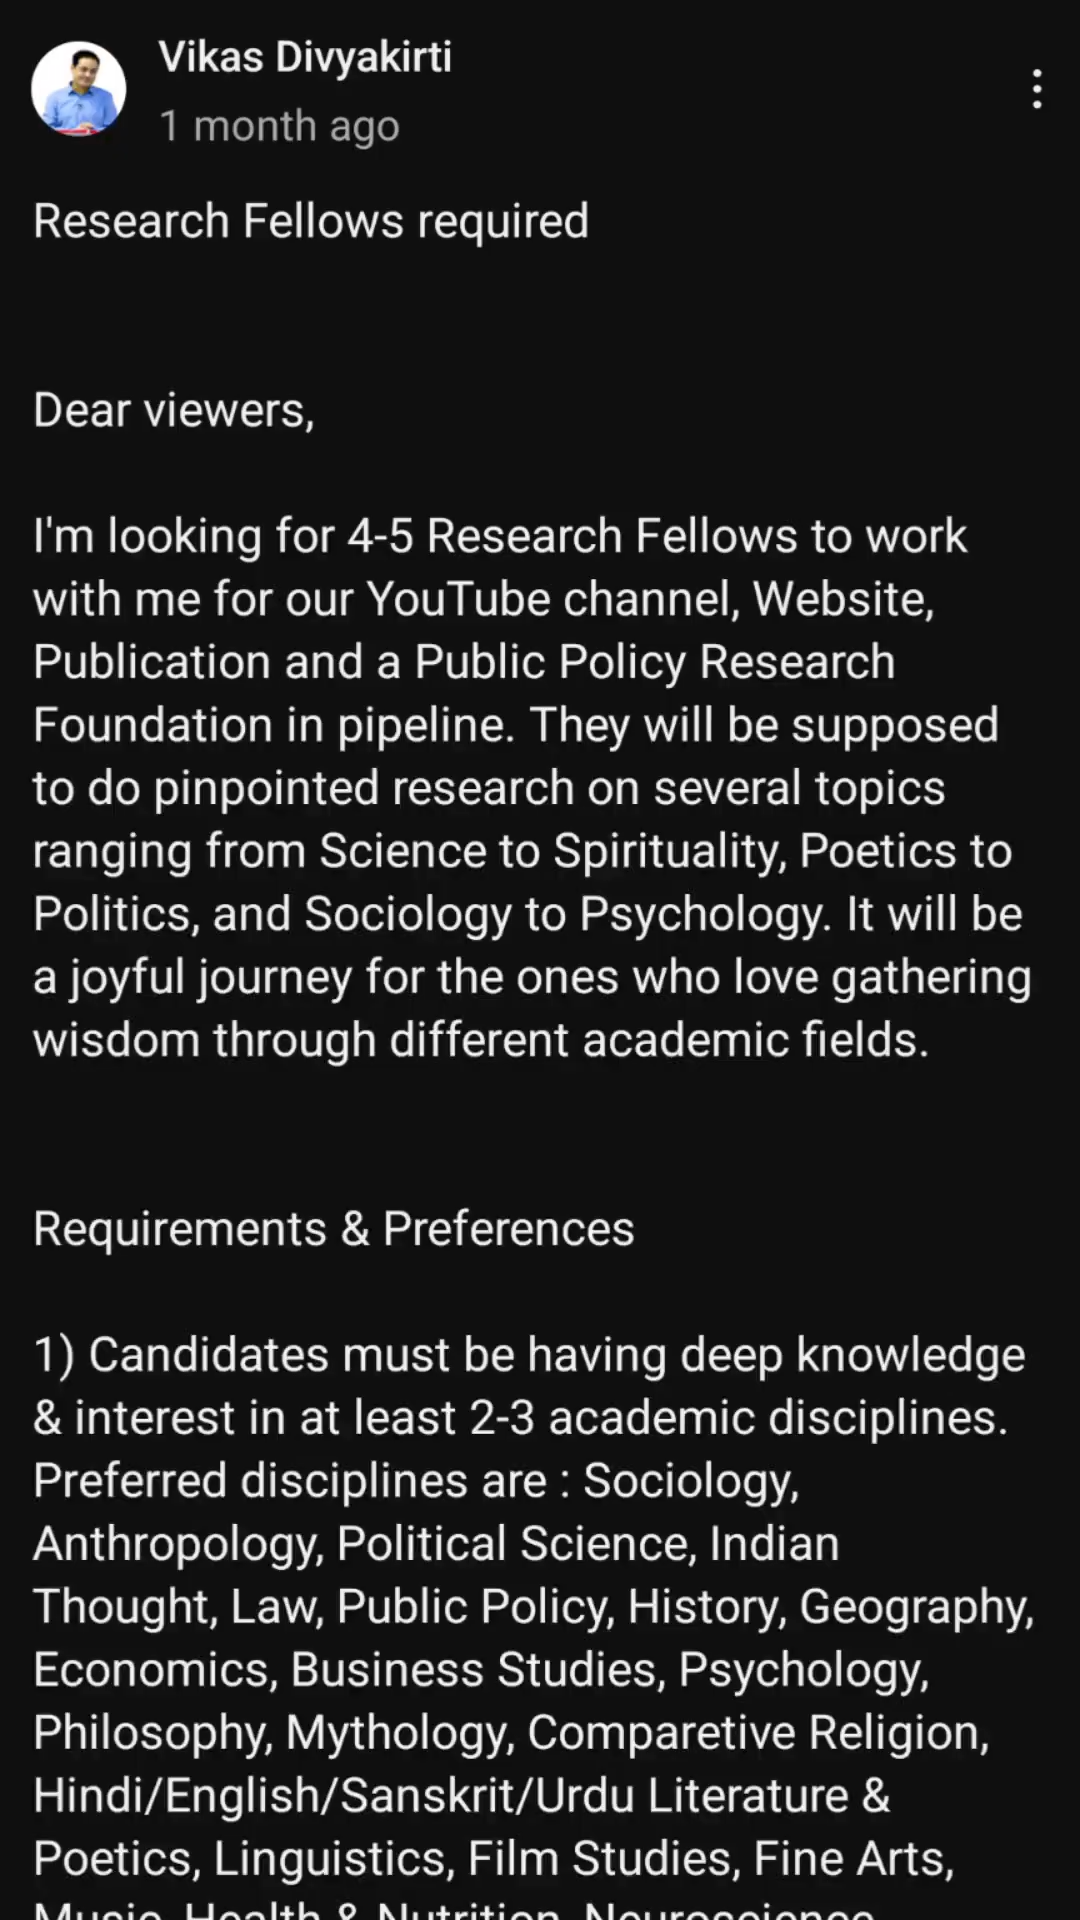 Vikas Divyakirti
1 month ago
Research Fellows required
Dear viewers,
I'm looking for 4-5 Research Fellows to work
with me for our YouTube channel, Website,
Publication and a Public Policy Research
Foundation in pipeline. They will be supposed
to do pinpointed research on several topics
ranging from Science to Spirituality, Poetics to
Politics, and Sociology to Psychology. It will be
a joyful journey for the ones who love gathering
wisdom through different academic fields.
Requirements & Preferences
1) Candidates must be having deep knowledge
& interest in at least 2-3 academic disciplines.
Preferred disciplines are : Sociology,
Anthropology, Political Science, Indian
Thought, Law, Public Policy, History, Geography,
Economics, Business Studies, Psychology,
Philosophy, Mythology, Comparetive Religion,
Hindi/English/Sanskrit/Urdu Literature &
Poetics, Linguistics, Film Studies, Fine Arts,
Music, Health & Nutrition, Neuroscience